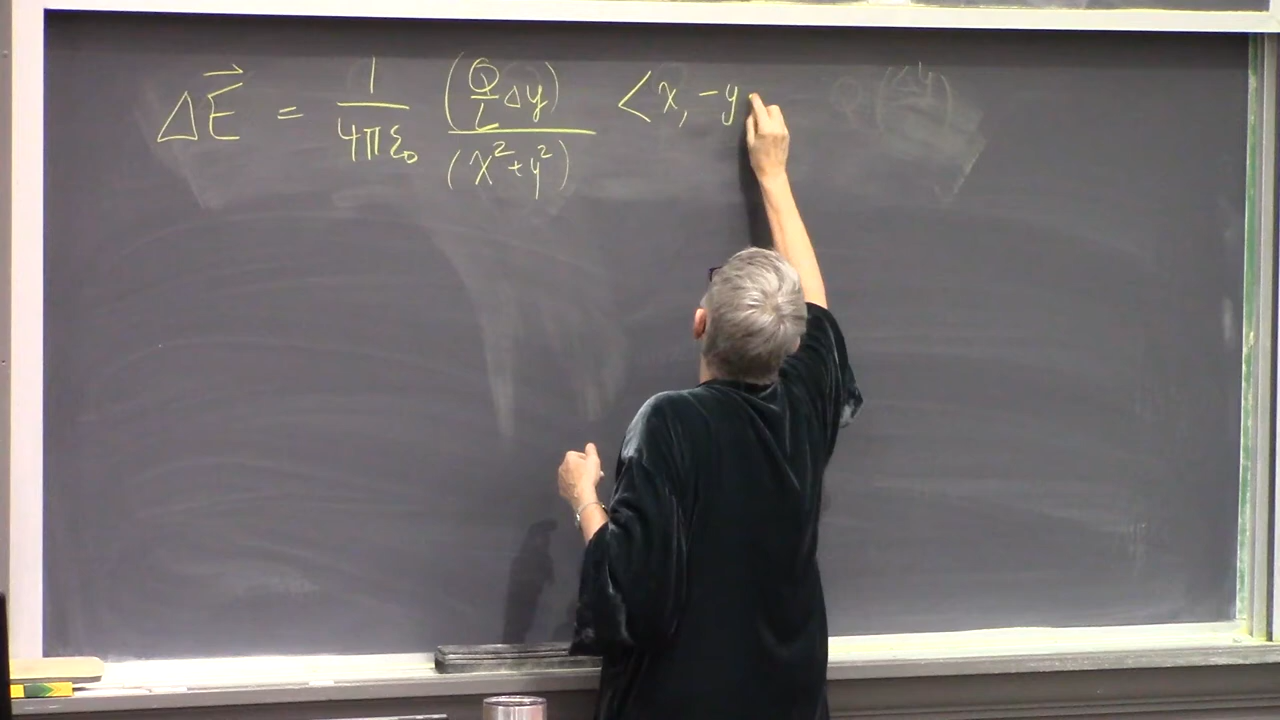 ΔE⃗ = 1/(4πε₀) (Q/L Δy)/(x²+y²) <x, -y